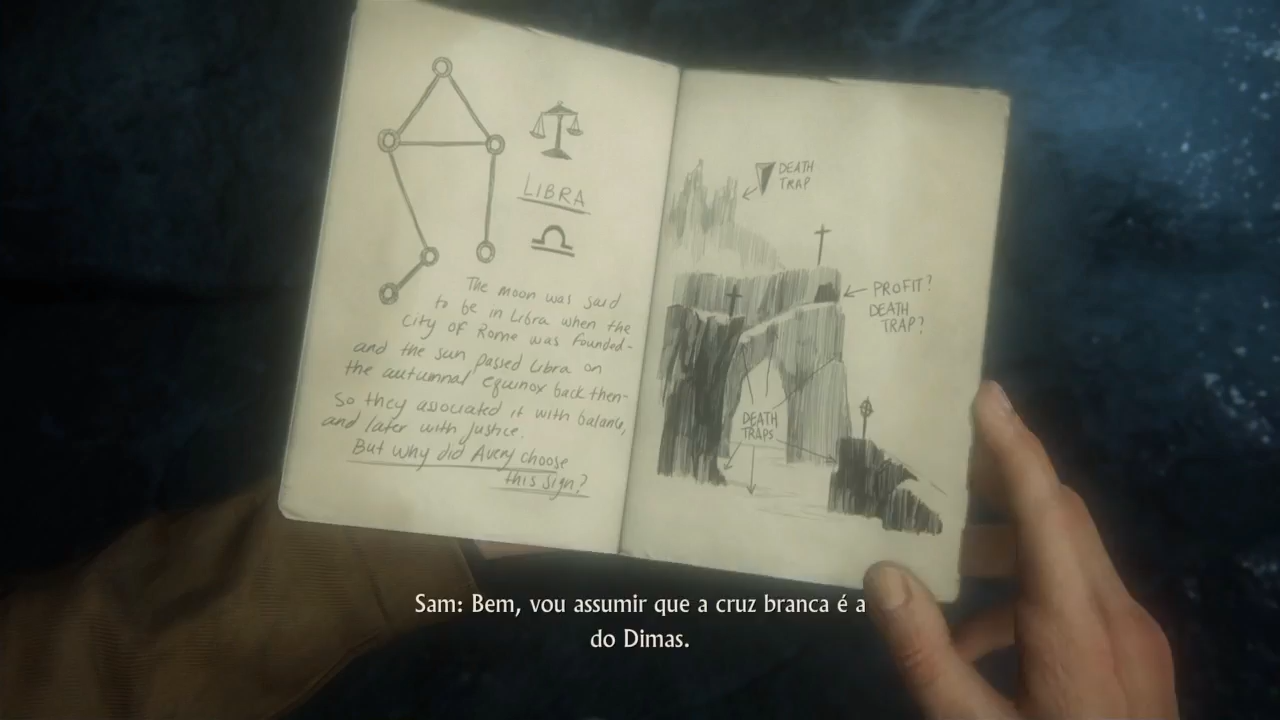 LIBRA
The moon was said
to be in Libra when the
City of Rome was founded-
and the sun passed Libra on
the autumnal equinox back then-
So they associated it with balance,
and later with justice.
But why did Avery choose
this sign?
DEATH
TRAP
PROFIT?
DEATH
TRAP?
DEATH
TRAPS
Sam: Bem, vou assumir que a cruz branca é a
do Dimas.